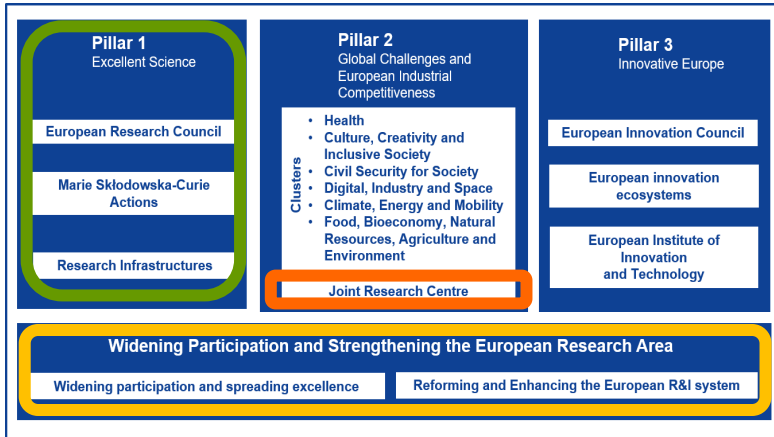 Pillar 1
Excellent Science
European Research Council
Marie Skłodowska-Curie
Actions
Research Infrastructures
Pillar 2
Global Challenges and
European Industrial
Competitiveness
Clusters
• Health
• Culture, Creativity and
Inclusive Society
• Civil Security for Society
• Digital, Industry and Space
• Climate, Energy and Mobility
• Food, Bioeconomy, Natural
Resources, Agriculture and
Environment
Joint Research Centre
Pillar 3
Innovative Europe
European Innovation Council
European innovation
ecosystems
European Institute of
Innovation
and Technology
Widening Participation and Strengthening the European Research Area
Widening participation and spreading excellence
Reforming and Enhancing the European R&I system